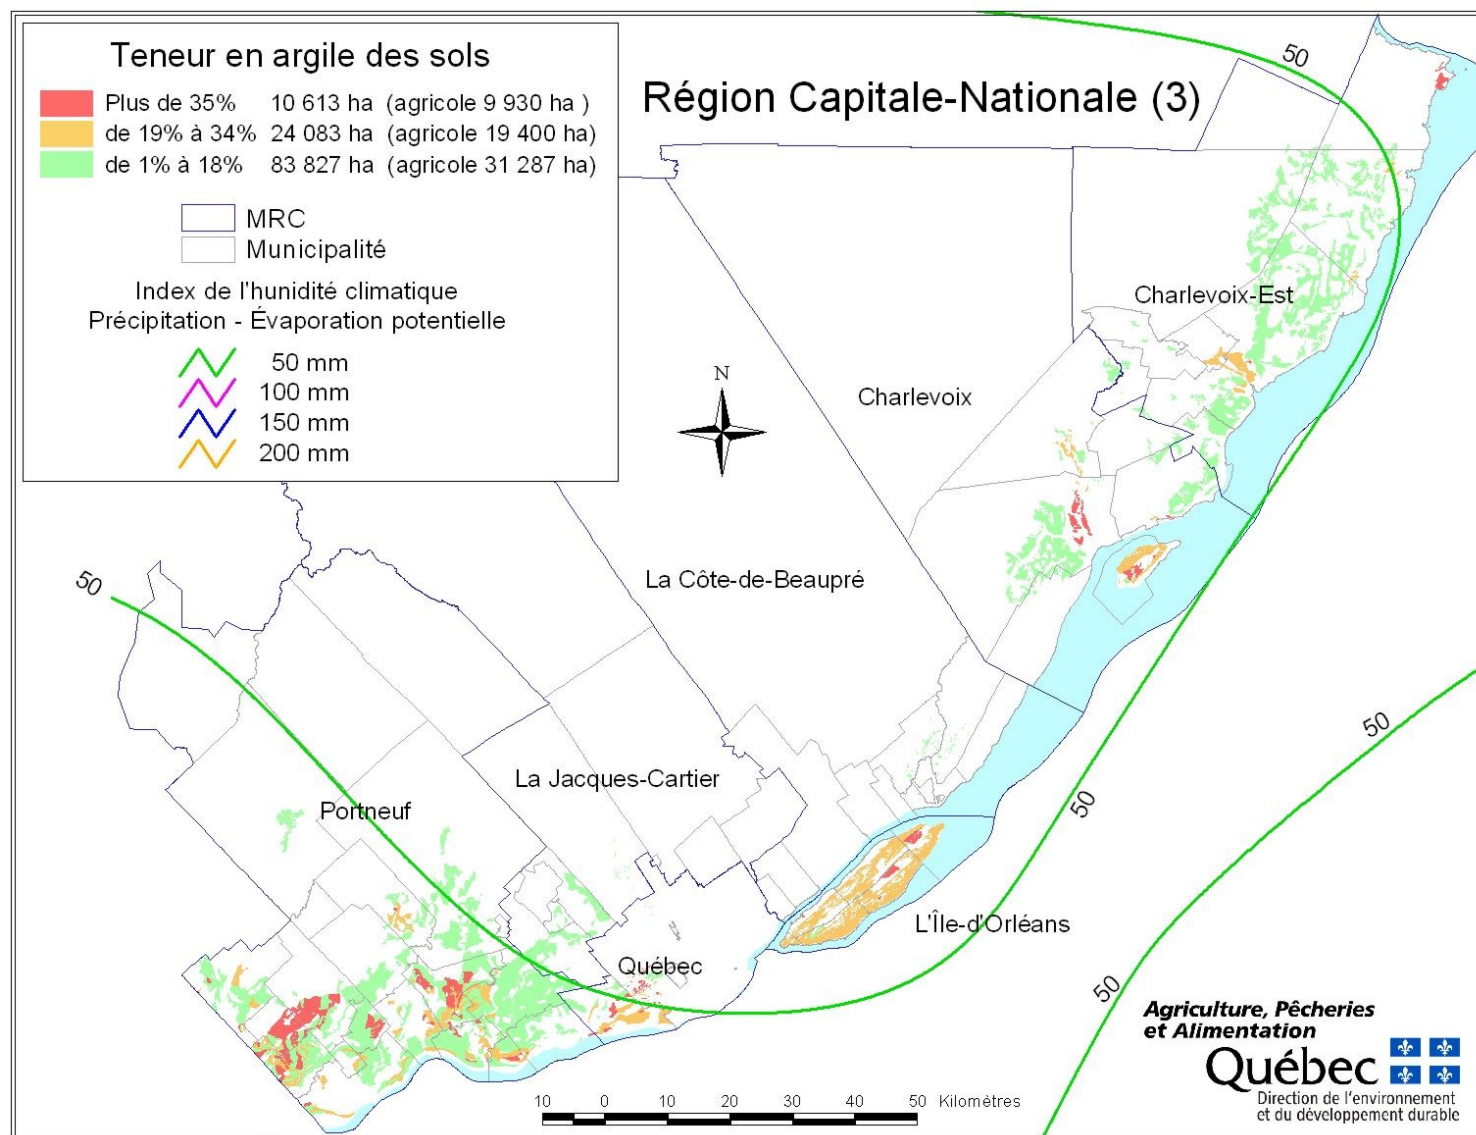 Teneur en argile des sols
Plus de 35% 10 613 ha (agricole 9 930 ha )
de 19% à 34% 24 083 ha (agricole 19 400 ha)
de 1% à 18% 83 827 ha (agricole 31 287 ha)
MRC
Municipalité
Index de l'hunidité climatique
Précipitation - Évaporation potentielle
50 mm
100 mm
150 mm
200 mm
Région Capitale-Nationale (3)
50
Charlevoix-Est
N
Charlevoix
50
La Côte-de-Beaupré
50
La Jacques-Cartier
Portneuf
50
L'Île-d'Orléans
Québec
50
Agriculture, Pêcheries
et Alimentation
Québec
Direction de l'environnement
et du développement durable
10 0 10 20 30 40 50 Kilomètres